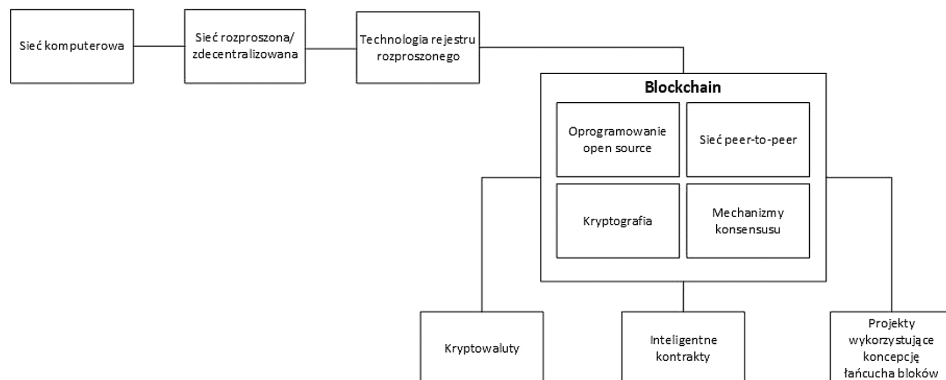 Sieć komputerowa
Sieć rozproszona/
zdecentralizowana
Technologia rejestru
rozproszonego
Blockchain
Oprogramowanie
open source
Sieć peer-to-peer
Kryptografia
Mechanizmy
konsensusu
Kryptowaluty
Inteligentne
kontrakty
Projekty
wykorzystujące
koncepcję
łańcucha bloków